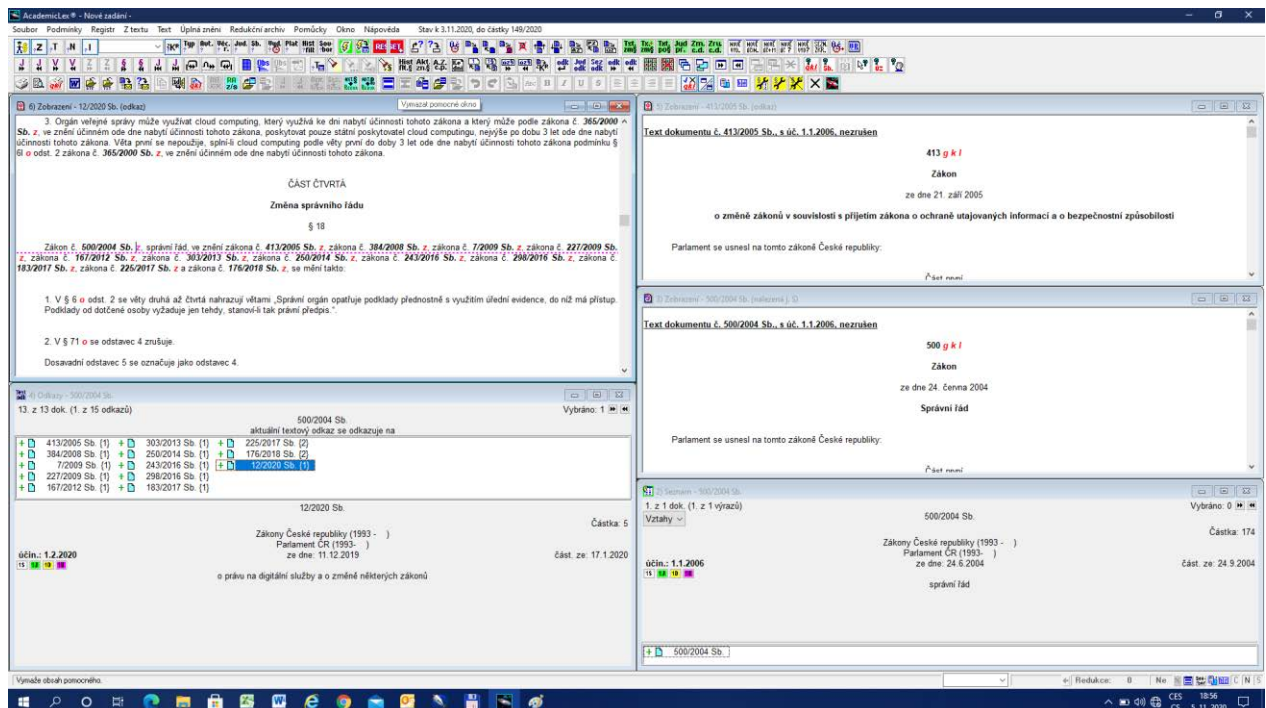 AcademicLex® - Nové zadání -
Soubor Podmínky Registr Z textu Text Úplná znění Redukční archiv Pomůcky Okno Nápověda Stav k 3.11.2020, do částky 149/2020
6) Zobrazení - 12/2020 Sb. (odkaz)
Vymazat pomocné okno
3. Orgán veřejné správy může využívat cloud computing, který využívá ke dni nabytí účinnosti tohoto zákona a který může podle zákona č. 365/2000
Sb. z, ve znění účinném ode dne nabytí účinnosti tohoto zákona, poskytovat pouze státní poskytovatel cloud computingu, nejvýše po dobu 3 let ode dne nabytí
účinnosti tohoto zákona. Věta první se nepoužije, splní-li cloud computing podle věty první do doby 3 let ode dne nabytí účinnosti tohoto zákona podmínku §
6l o odst. 2 zákona č. 365/2000 Sb. z, ve znění účinném ode dne nabytí účinnosti tohoto zákona.
ČÁST ČTVRTÁ
Změna správního řádu
§ 18
Zákon č. 500/2004 Sb. z, správní řád, ve znění zákona č. 413/2005 Sb. z, zákona č. 384/2008 Sb. z, zákona č. 7/2009 Sb. z, zákona č. 227/2009 Sb.
z, zákona č. 167/2012 Sb. z, zákona č. 303/2013 Sb. z, zákona č. 250/2014 Sb. z, zákona č. 243/2016 Sb. z, zákona č. 298/2016 Sb. z, zákona č.
183/2017 Sb. z, zákona č. 225/2017 Sb. z a zákona č. 176/2018 Sb. z, se mění takto:
1. V § 6 o odst. 2 se věty druhá až čtvrtá nahrazují větami „Správní orgán opatřuje podklady přednostně s využitím úřední evidence, do níž má přístup.
Podklady od dotčené osoby vyžaduje jen tehdy, stanoví-li tak právní předpis.“.
2. V § 71 o se odstavec 4 zrušuje.
Dosavadní odstavec 5 se označuje jako odstavec 4.
4) Odkazy - 500/2004 Sb.
13. z 13 dok. (1. z 15 odkazů) Vybráno: 1
500/2004 Sb.
aktuální textový odkaz se odkazuje na
413/2005 Sb. {1} 303/2013 Sb. {1} 225/2017 Sb. {2}
384/2008 Sb. {1} 250/2014 Sb. {1} 176/2018 Sb. {2}
7/2009 Sb. {1} 243/2016 Sb. {1} 12/2020 Sb. {1}
227/2009 Sb. {1} 298/2016 Sb. {1}
167/2012 Sb. {1} 183/2017 Sb. {1}
12/2020 Sb.
Částka: 5
Zákony České republiky (1993 - )
Parlament ČR (1993- )
účin.: 1.2.2020 ze dne: 11.12.2019 část. ze: 17.1.2020
o právu na digitální služby a o změně některých zákonů
5) Zobrazení - 413/2005 Sb. (odkaz)
Text dokumentu č. 413/2005 Sb., s úč. 1.1.2006, nezrušen
413 g k l
Zákon
ze dne 21. září 2005
o změně zákonů v souvislosti s přijetím zákona o ochraně utajovaných informací a o bezpečnostní způsobilosti
Parlament se usnesl na tomto zákoně České republiky:
Část první
3) Zobrazení - 500/2004 Sb. (nalezená j. 1)
Text dokumentu č. 500/2004 Sb., s úč. 1.1.2006, nezrušen
500 g k l
Zákon
ze dne 24. června 2004
Správní řád
Parlament se usnesl na tomto zákoně České republiky:
Část první
2) Seznam - 500/2004 Sb.
1. z 1 dok. (1. z 1 výrazů) Vybráno: 0
Vztahy
500/2004 Sb.
Částka: 174
Zákony České republiky (1993 - )
Parlament ČR (1993- )
účin.: 1.1.2006 ze dne: 24.6.2004 část. ze: 24.9.2004
správní řád
500/2004 Sb.
Vymaže obsah pomocného. Redukce: 0 Ne
CES 18:56
CS 5.11.2020